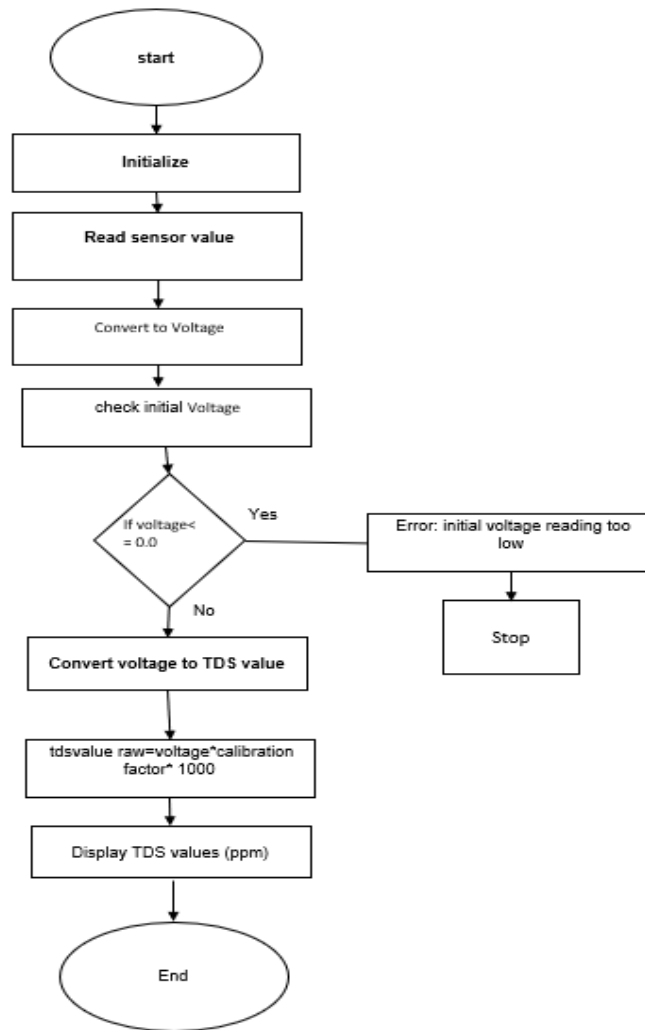 start
Initialize
Read sensor value
Convert to Voltage
check initial Voltage
If voltage<
= 0.0
Yes
Error: initial voltage reading too
low
Stop
No
Convert voltage to TDS value
tdsvalue raw=voltage*calibration
factor* 1000
Display TDS values (ppm)
End